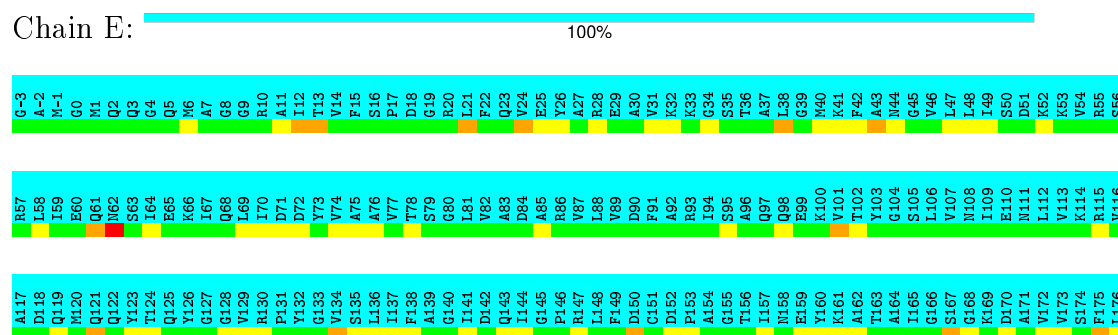 Chain E:
100%
G-3 A-2 M-1 G0 M1 Q2 Q3 G4 Q5 M6 A7 G8 G9 R10 A11 I12 T13 V14 F15 S16 P17 D18 G19 R20 L21 F22 Q23 V24 E25 Y26 A27 R28 E29 A30 V31 K32 K33 G34 S35 T36 A37 L38 G39 M40 K41 F42 A43 N44 G45 V46 L47 L48 I49 S50 D51 K52 K53 V54 R55 S56
R57 L58 I59 E60 Q61 N62 S63 I64 E65 K66 I67 Q68 L69 I70 D71 D72 Y73 V74 A75 A76 V77 T78 S79 G80 L81 V82 A83 D84 A85 R86 V87 L88 V89 D90 F91 A92 R93 I94 S95 A96 Q97 Q98 E99 K100 V101 T102 Y103 G104 S105 L106 V107 N108 I109 E110 N111 L112 V113 K114 R115 V116
A117 D118 Q119 M120 Q121 Q122 Y123 T124 Q125 Y126 G127 G128 V129 R130 P131 Y132 G133 V134 S135 L136 I137 F138 A139 G140 I141 D142 Q143 I144 G145 P146 R147 L148 F149 D150 C151 D152 P153 A154 G155 T156 I157 N158 E159 Y160 K161 A162 T163 A164 I165 G166 S167 G168 K169 D170 A171 V172 V173 S174 F175